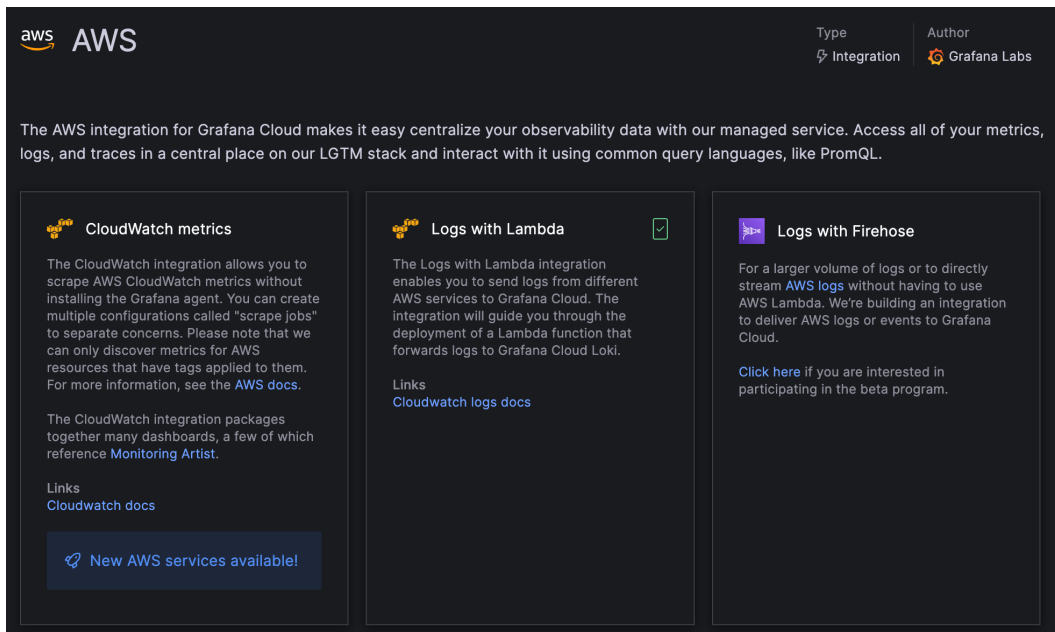 aws
AWS
Type
Integration
Author
Grafana Labs
The AWS integration for Grafana Cloud makes it easy centralize your observability data with our managed service. Access all of your metrics,
logs, and traces in a central place on our LGTM stack and interact with it using common query languages, like PromQL.
CloudWatch metrics
The CloudWatch integration allows you to
scrape AWS CloudWatch metrics without
installing the Grafana agent. You can create
multiple configurations called "scrape jobs"
to separate concerns. Please note that we
can only discover metrics for AWS
resources that have tags applied to them.
For more information, see the AWS docs.
The CloudWatch integration packages
together many dashboards, a few of which
reference Monitoring Artist.
Links
Cloudwatch docs
New AWS services available!
Logs with Lambda
The Logs with Lambda integration
enables you to send logs from different
AWS services to Grafana Cloud. The
integration will guide you through the
deployment of a Lambda function that
forwards logs to Grafana Cloud Loki.
Links
Cloudwatch logs docs
Logs with Firehose
For a larger volume of logs or to directly
stream AWS logs without having to use
AWS Lambda. We're building an integration
to deliver AWS logs or events to Grafana
Cloud.
Click here if you are interested in
participating in the beta program.